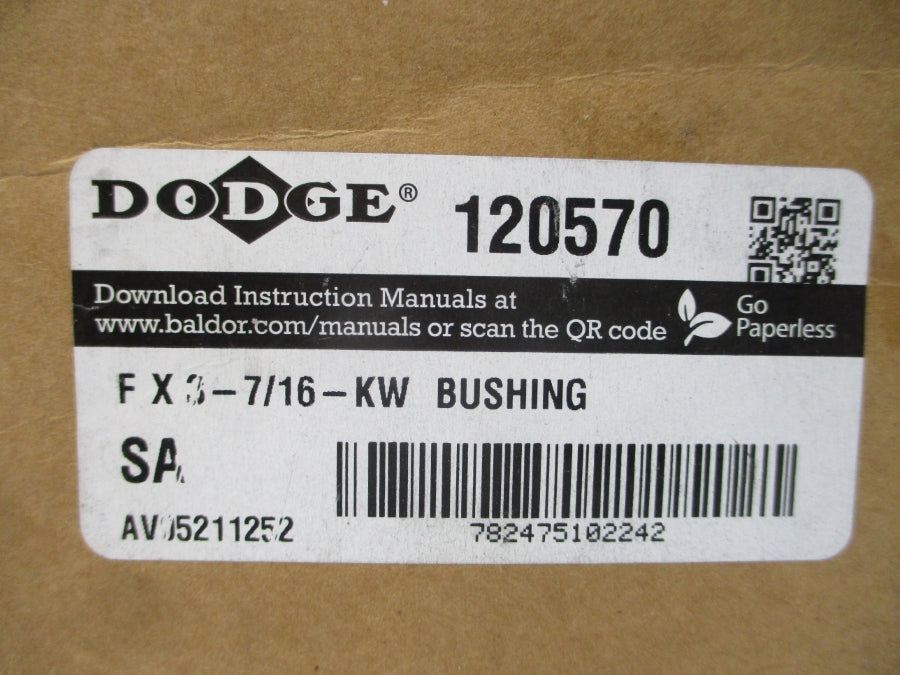 DODGE® 120570
Download Instruction Manuals at
www.baldor.com/manuals or scan the QR code
Go
Paperless
F X 3-7/16-KW BUSHING
SA
782475102242